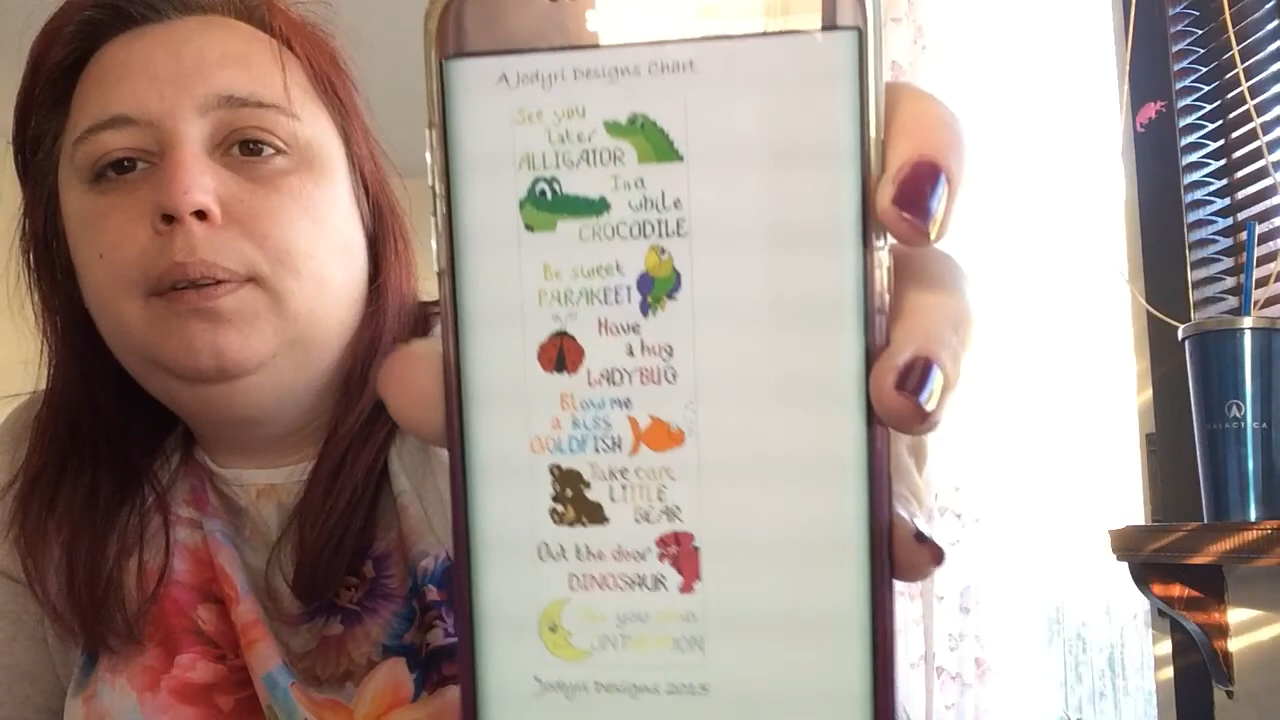 A Jodyri Designs Chart
See you
later
ALLIGATOR
In a
while
CROCODILE
Be sweet
PARAKEET
Have
a hug
LADYBUG
Blow me
a kiss
GOLDFISH
Take care
LITTLE
BEAR
Out the door
DINOSAUR
you
Jodyri Designs 2015